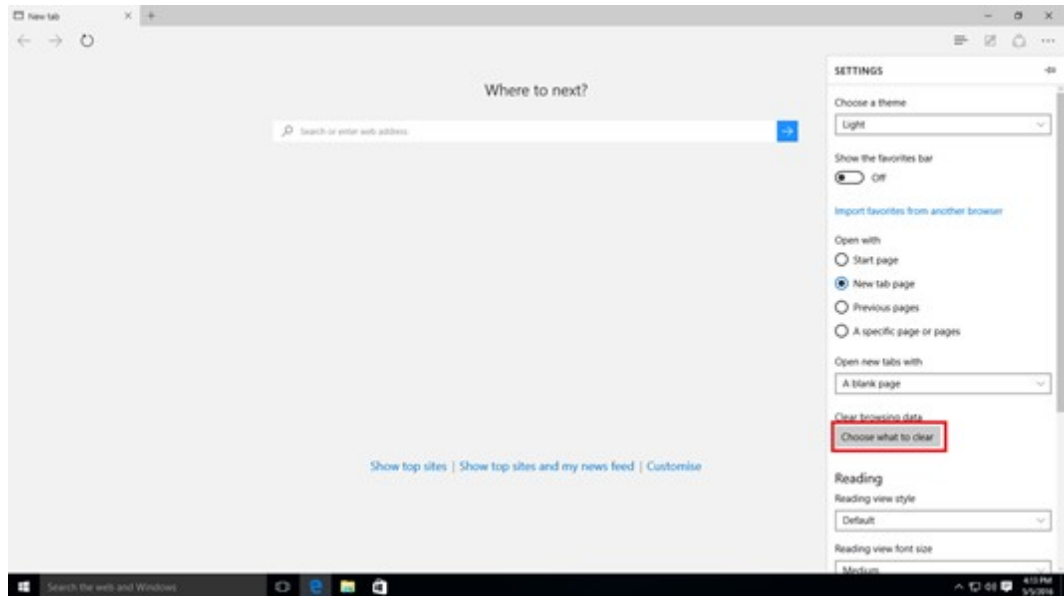 New tab
SETTINGS
Where to next?
Search or enter web address
Choose a theme
Light
Show the favorites bar
Off
Import favorites from another browser
Open with
Start page
New tab page
Previous pages
A specific page or pages
Open new tabs with
A blank page
Clear browsing data
Choose what to clear
Show top sites | Show top sites and my news feed | Customise
Reading
Reading view style
Default
Reading view font size
Medium
Search the web and Windows
4:13 PM
5/5/2016